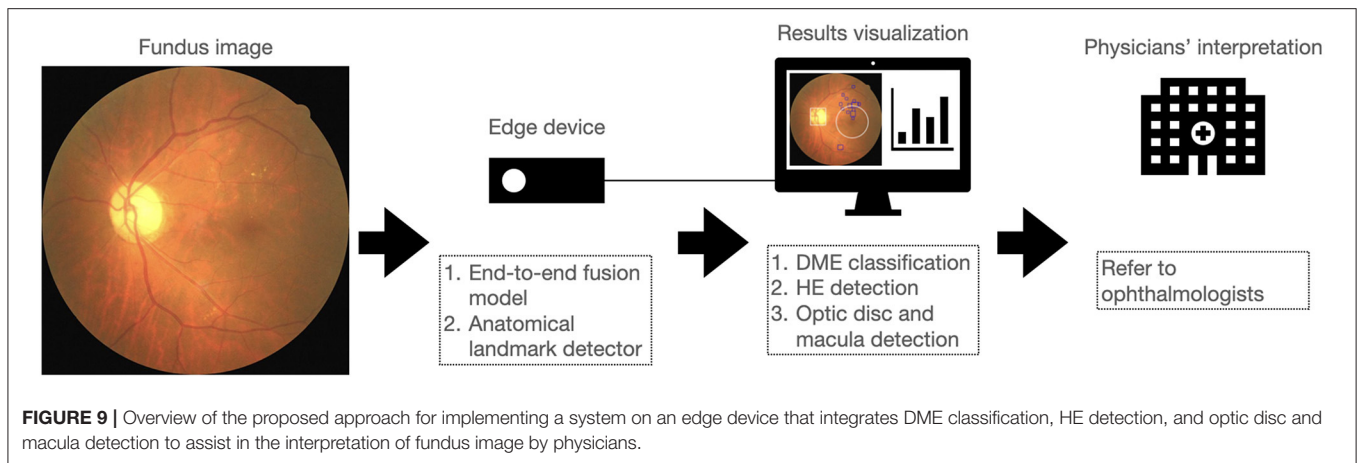 Fundus image
Edge device
1. End-to-end fusion
model
2. Anatomical
landmark detector
Results visualization
1. DME classification
2. HE detection
3. Optic disc and
macula detection
Physicians’ interpretation
Refer to
ophthalmologists
FIGURE 9 | Overview of the proposed approach for implementing a system on an edge device that integrates DME classification, HE detection, and optic disc and
macula detection to assist in the interpretation of fundus image by physicians.